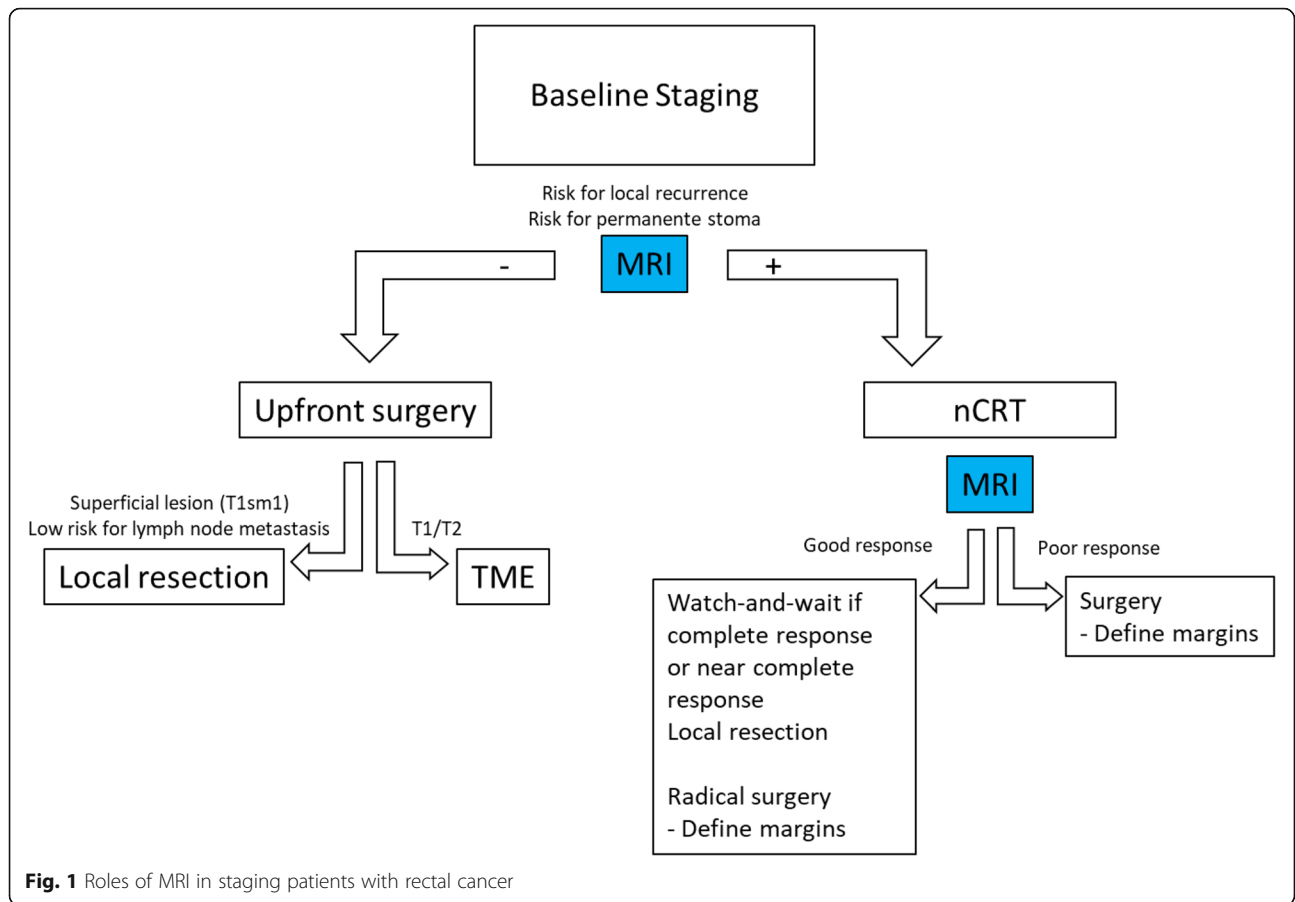 Baseline Staging
Risk for local recurrence
Risk for permanente stoma
MRI
-
+
Upfront surgery
nCRT
MRI
Superficial lesion (T1sm1)
Low risk for lymph node metastasis
T1/T2
Local resection
TME
Good response
Poor response
Watch-and-wait if
complete response
or near complete
response
Local resection
Radical surgery
- Define margins
Surgery
- Define margins
Fig. 1 Roles of MRI in staging patients with rectal cancer